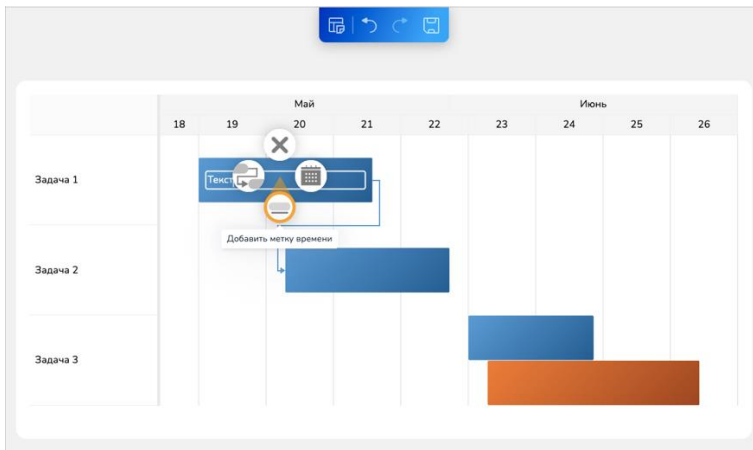 Май Июнь
18 19 20 21 22 23 24 25 26
Задача 1
Текст
Добавить метку времени
Задача 2
Задача 3